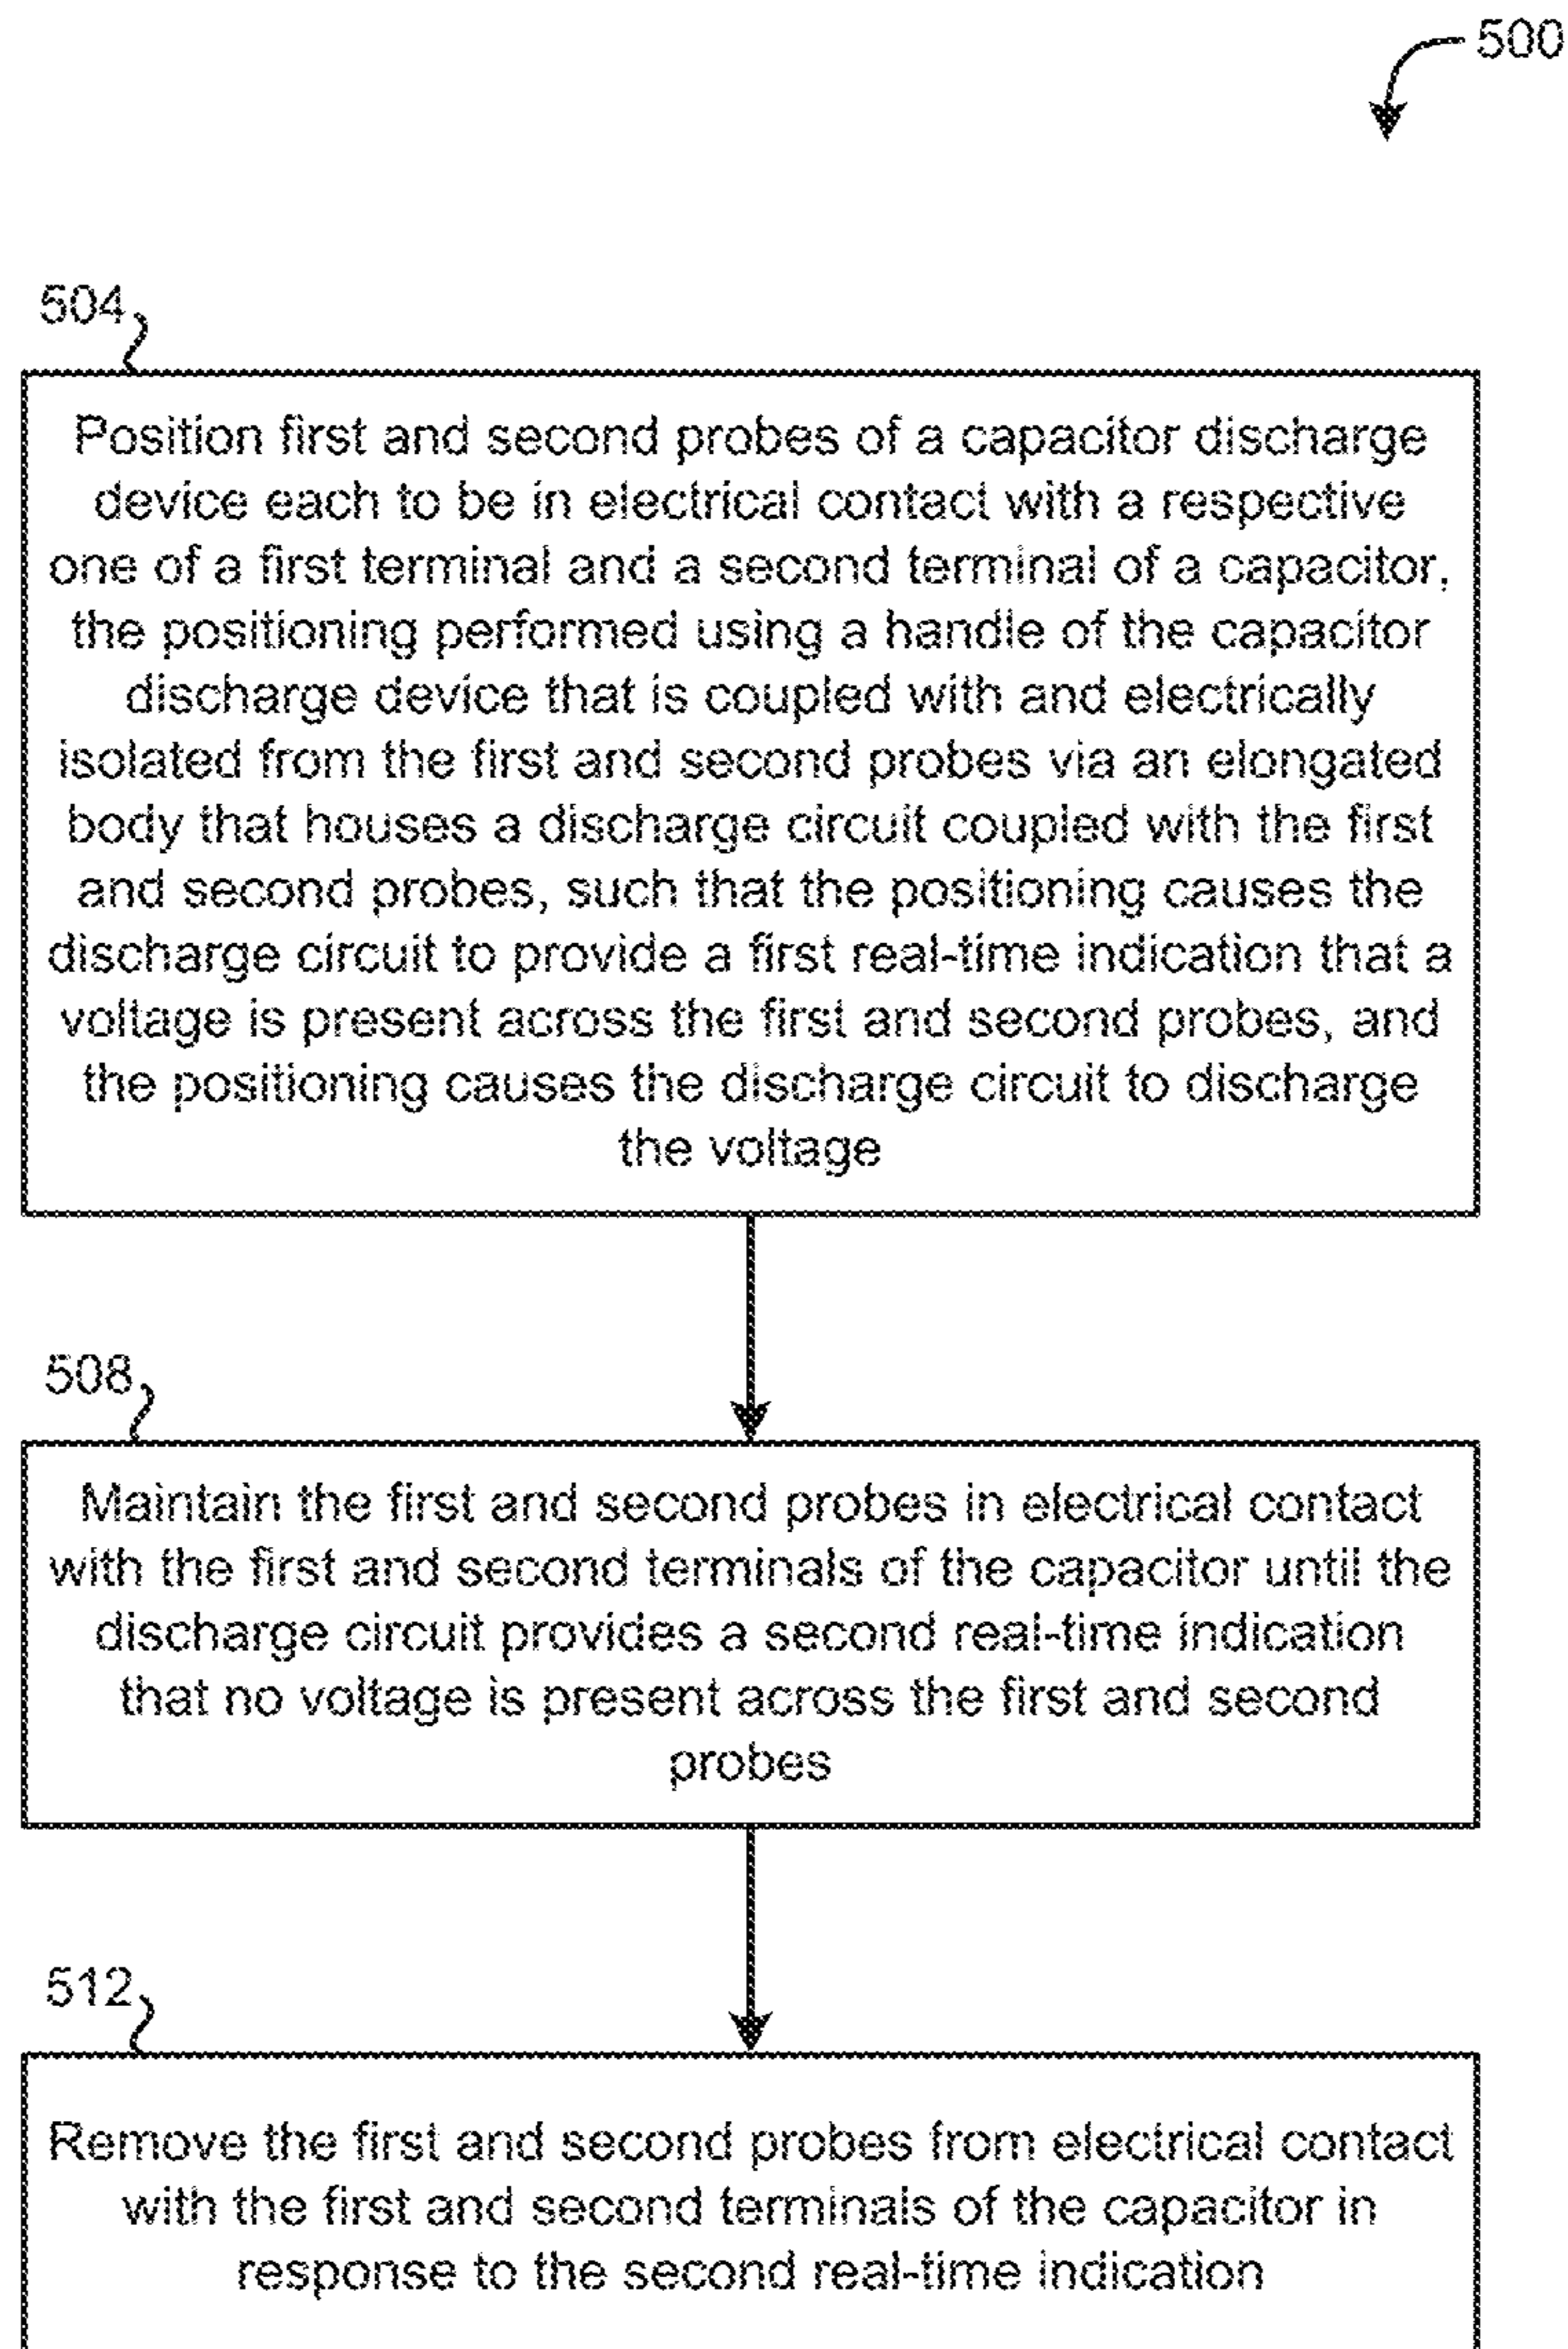 500
504
Position first and second probes of a capacitor discharge
device each to be in electrical contact with a respective
one of a first terminal and a second terminal of a capacitor,
the positioning performed using a handle of the capacitor
discharge device that is coupled with and electrically
isolated from the first and second probes via an elongated
body that houses a discharge circuit coupled with the first
and second probes, such that the positioning causes the
discharge circuit to provide a first real-time indication that a
voltage is present across the first and second probes, and
the positioning causes the discharge circuit to discharge
the voltage
508
Maintain the first and second probes in electrical contact
with the first and second terminals of the capacitor until the
discharge circuit provides a second real-time indication
that no voltage is present across the first and second
probes
512
Remove the first and second probes from electrical contact
with the first and second terminals of the capacitor in
response to the second real-time indication